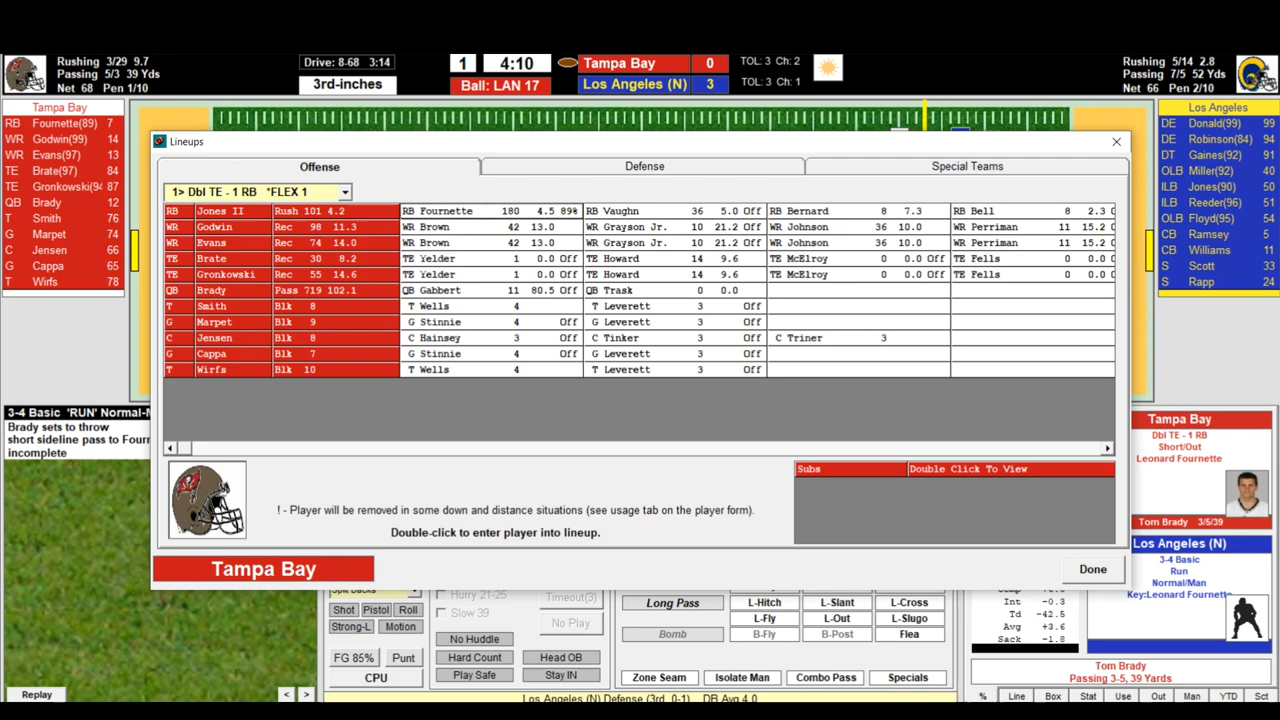 Rushing 3/29 9.7
Passing 5/3 39 Yds
Net 68 Pen 1/10
Drive: 8-68 3:14
3rd-inches
1 4:10 Tampa Bay 0
Ball: LAN 17 Los Angeles (N) 3
TOL: 3 Ch: 2
TOL: 3 Ch: 1
Rushing 5/14 2.8
Passing 7/5 52 Yds
Net 66 Pen 2/10
Tampa Bay
RB Fournette(89) 7
WR Godwin(99) 14
WR Evans(97) 13
TE Brate(97) 84
TE Gronkowski(94 87
QB Brady 12
T Smith 76
G Marpet 74
C Jensen 66
G Cappa 65
T Wirfs 78
Los Angeles
DE Donald(99) 99
DE Robinson(84) 94
DT Gaines(92) 91
OLB Miller(92) 40
ILB Jones(90) 50
ILB Reeder(96) 51
OLB Floyd(95) 54
CB Ramsey 5
CB Williams 11
S Scott 33
S Rapp 24
Lineups
Offense Defense Special Teams
1> Dbl TE - 1 RB *FLEX 1
RB Jones II Rush 101 4.2 RB Fournette 180 4.5 89% RB Vaughn 36 5.0 Off RB Bernard 8 7.3 RB Bell 8 2.3
WR Godwin Rec 98 11.3 WR Brown 42 13.0 WR Grayson Jr. 10 21.2 Off WR Johnson 36 10.0 WR Perriman 11 15.2
WR Evans Rec 74 14.0 WR Brown 42 13.0 WR Grayson Jr. 10 21.2 Off WR Johnson 36 10.0 WR Perriman 11 15.2
TE Brate Rec 30 8.2 TE Yelder 1 0.0 Off TE Howard 14 9.6 TE McElroy 0 0.0 Off TE Fells 0 0.0
TE Gronkowski Rec 55 14.6 TE Yelder 1 0.0 Off TE Howard 14 9.6 TE McElroy 0 0.0 Off TE Fells 0 0.0
QB Brady Pass 719 102.1 QB Gabbert 11 80.5 Off QB Trask 0 0.0
T Smith Blk 8 T Wells 4 T Leverett 3 Off
G Marpet Blk 9 G Stinnie 4 Off G Leverett 3 Off
C Jensen Blk 8 C Hainsey 3 Off C Tinker 3 Off C Triner 3
G Cappa Blk 7 G Stinnie 4 Off G Leverett 3 Off
T Wirfs Blk 10 T Wells 4 T Leverett 3 Off
Subs Double Click To View
! - Player will be removed in some down and distance situations (see usage tab on the player form).
Double-click to enter player into lineup.
Tampa Bay
Done
3-4 Basic 'RUN' Normal-M
Brady sets to throw
short sideline pass to Fourn
incomplete
Tampa Bay
Dbl TE - 1 RB
Short/Out
Leonard Fournette
Tom Brady 3/5/39
Los Angeles (N)
3-4 Basic
Run
Normal/Man
Key:Leonard Fournette
Split Backs
Shot Pistol Roll
Strong-L Motion
FG 85% Punt
CPU
Hurry 21-25
Slow 39
Timeout(3)
No Play
No Huddle
Hard Count Head OB
Play Safe Stay IN
Long Pass L-Hitch L-Slant L-Cross
L-Fly L-Out L-Slugo
Bomb B-Fly B-Post Flea
Zone Seam Isolate Man Combo Pass Specials
Int -0.3
Td -42.5
Avg +3.6
Sack -1.8
Tom Brady
Passing 3-5, 39 Yards
Replay < >
Los Angeles (N) Defense (3rd, 0-1) DB Avg 4.0
% Line Box Stat Use Out Man YTD Sct